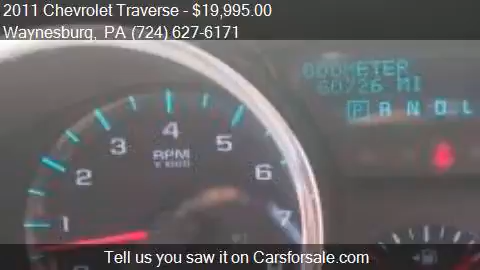 2011 Chevrolet Traverse - $19,995.00
Waynesburg, PA (724) 627-6171
ODOMETER
60726 MI
P R N D L
4
3
5
RPM
2
6
1
7
Tell us you saw it on Carsforsale.com